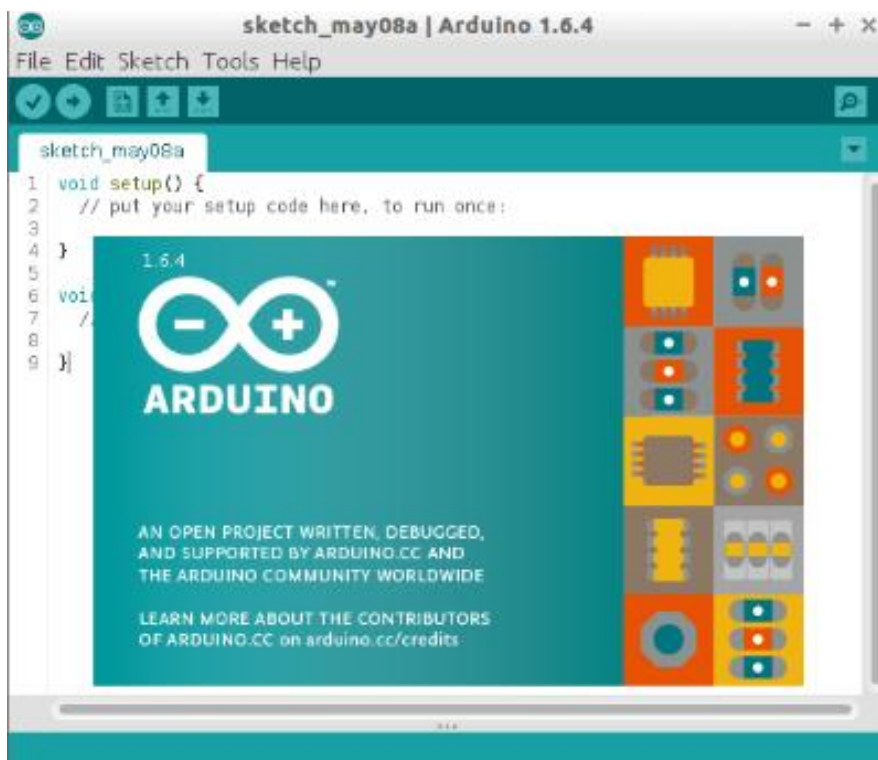 sketch_may08a | Arduino 1.6.4
File Edit Sketch Tools Help
sketch_may08a
1 void setup() {
2 // put your setup code here, to run once:
3
4 }
5
6 voi
7 /
8
9 }
1.6.4
™
ARDUINO
AN OPEN PROJECT WRITTEN, DEBUGGED,
AND SUPPORTED BY ARDUINO.CC AND
THE ARDUINO COMMUNITY WORLDWIDE
LEARN MORE ABOUT THE CONTRIBUTORS
OF ARDUINO.CC on arduino.cc/credits